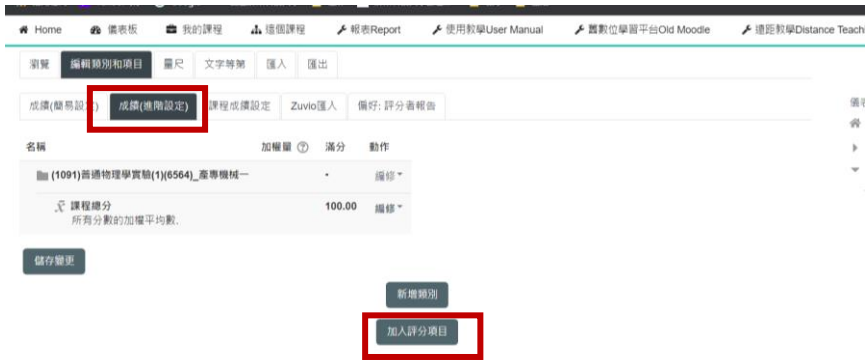 Home 儀表板 我的課程 這個課程 報表Report 使用教學User Manual 舊數位學習平台Old Moodle 遠距教學Distance Teach
瀏覽 編輯類別和項目 量尺 文字等第 匯入 匯出
成績(簡易設定) 成績(進階設定) 課程成績設定 Zuvio匯入 偏好: 評分者報告
名稱 加權量 滿分 動作
(1091)普通物理學實驗(1)(6564)_產專機械一 - 編修
課程總分 100.00 編修
所有分數的加權平均數.
儲存變更
新增類別
加入評分項目